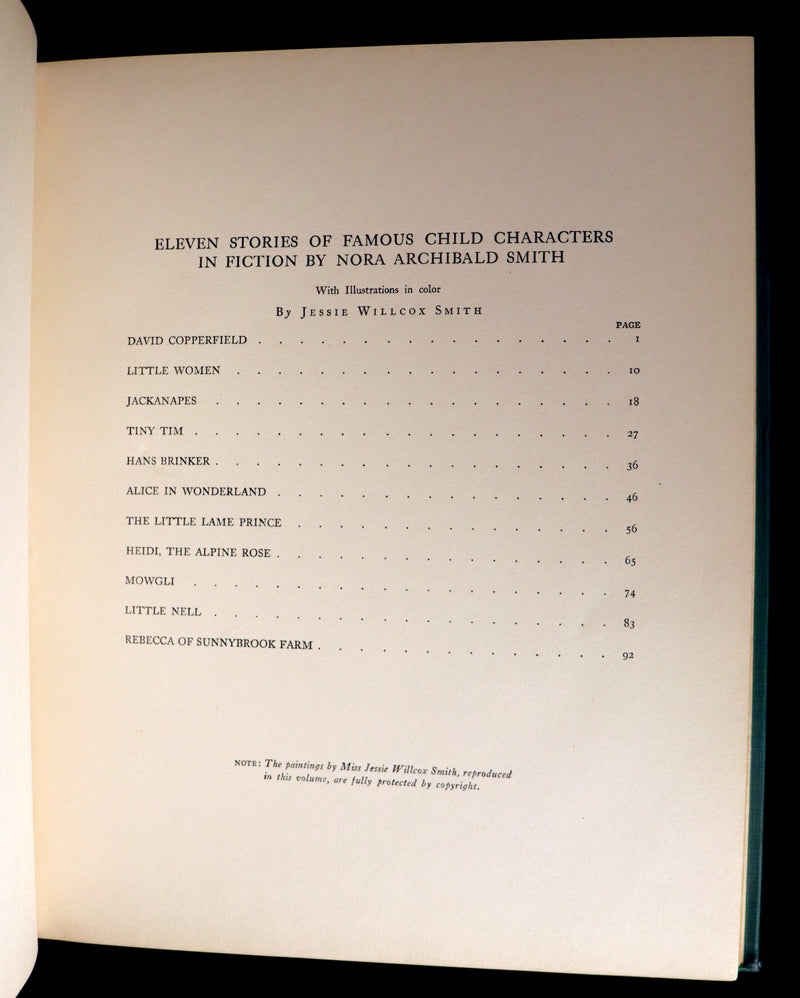 ELEVEN STORIES OF FAMOUS CHILD CHARACTERS
IN FICTION BY NORA ARCHIBALD SMITH
With Illustrations in color
By JESSIE WILLCOX SMITH
PAGE
DAVID COPPERFIELD . . . . . . . . . . . . . . 1
LITTLE WOMEN . . . . . . . . . . . . . . 10
JACKANAPES . . . . . . . . . . . . . . . 18
TINY TIM . . . . . . . . . . . . . . . . 27
HANS BRINKER . . . . . . . . . . . . . . . 36
ALICE IN WONDERLAND . . . . . . . . . . . . . 46
THE LITTLE LAME PRINCE . . . . . . . . . . . . 56
HEIDI, THE ALPINE ROSE . . . . . . . . . . . . 65
MOWGLI . . . . . . . . . . . . . . . 74
LITTLE NELL . . . . . . . . . . . . . . 83
REBECCA OF SUNNYBROOK FARM . . . . . . . . . . 92
NOTE: The paintings by Miss Jessie Willcox Smith, reproduced
in this volume, are fully protected by copyright.